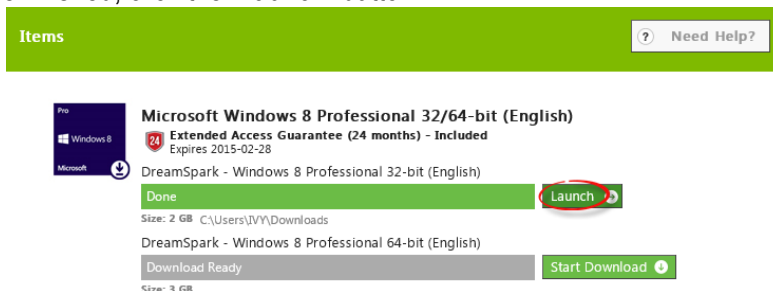 Items
? Need Help?
Pro
Windows 8
Microsoft
Microsoft Windows 8 Professional 32/64-bit (English)
24 Extended Access Guarantee (24 months) - Included
Expires 2015-02-28
DreamSpark - Windows 8 Professional 32-bit (English)
Done
Launch
Size: 2 GB C:\Users\IVY\Downloads
DreamSpark - Windows 8 Professional 64-bit (English)
Download Ready
Start Download
Size: 3 GB